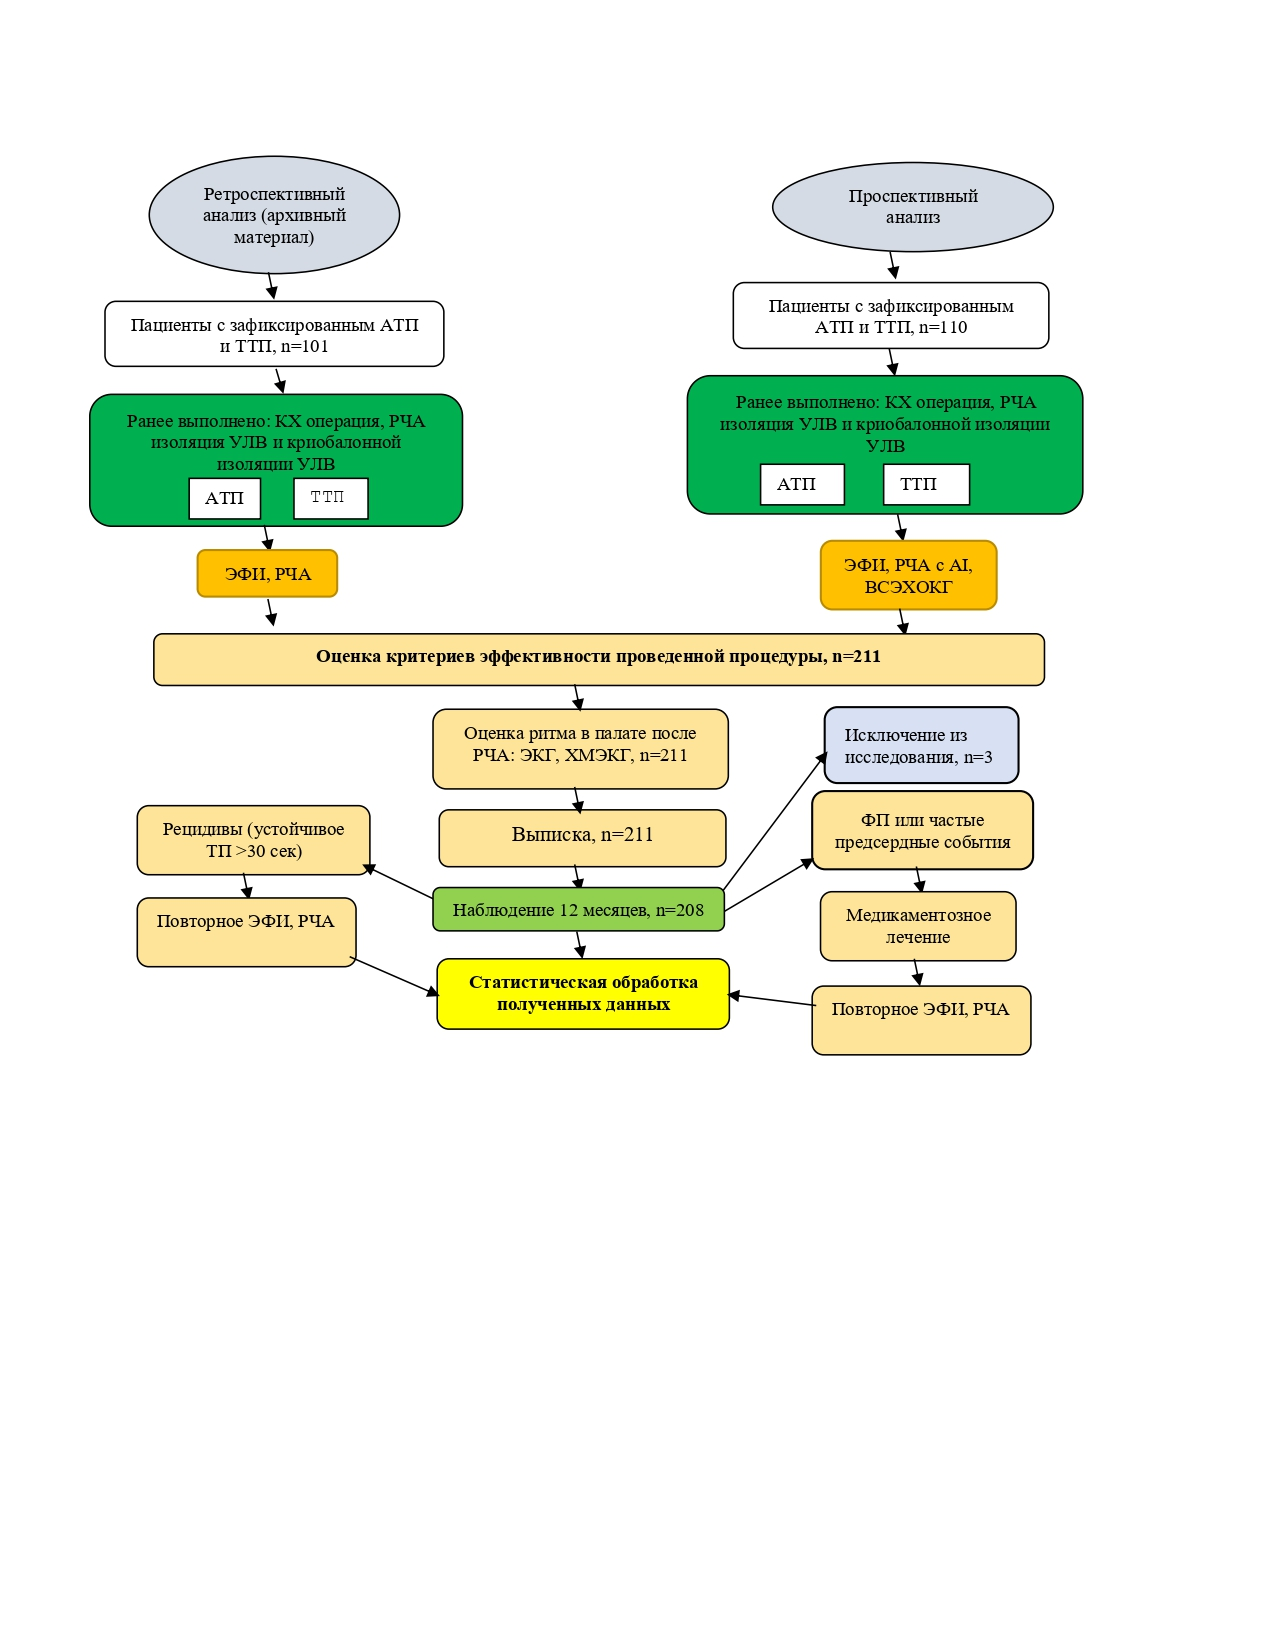 Ретроспективный
анализ (архивный
материал)
Проспективный
анализ
Пациенты с зафиксированным АТП
и ТТП, n=101
Пациенты с зафиксированным
АТП и ТТП, n=110
Ранее выполнено: КХ операция, РЧА
изоляция УЛВ и криобалонной
изоляции УЛВ
АТП
ТТП
Ранее выполнено: КХ операция, РЧА
изоляция УЛВ и криобалонной изоляции
УЛВ
АТП
ТТП
ЭФИ, РЧА
ЭФИ, РЧА с AI,
ВСЭХОКГ
Оценка критериев эффективности проведенной процедуры, n=211
Оценка ритма в палате после
РЧА: ЭКГ, ХМЭКГ, n=211
Исключение из
исследования, n=3
Рецидивы (устойчивое
ТП >30 сек)
Выписка, n=211
ФП или частые
предсердные события
Повторное ЭФИ, РЧА
Наблюдение 12 месяцев, n=208
Медикаментозное
лечение
Статистическая обработка
полученных данных
Повторное ЭФИ, РЧА